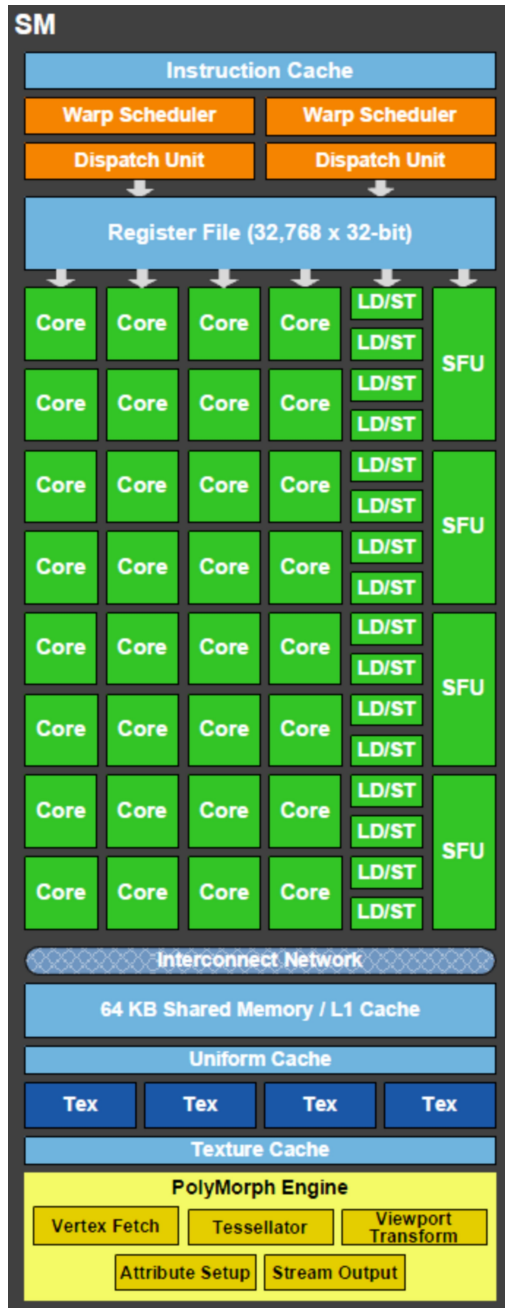 SM
Instruction Cache
Warp Scheduler Warp Scheduler
Dispatch Unit Dispatch Unit
Register File (32,768 x 32-bit)
Core Core Core Core LD/ST SFU
LD/ST
Core Core Core Core LD/ST
LD/ST
Core Core Core Core LD/ST SFU
LD/ST
Core Core Core Core LD/ST
LD/ST
Core Core Core Core LD/ST SFU
LD/ST
Core Core Core Core LD/ST
LD/ST
Core Core Core Core LD/ST SFU
LD/ST
Core Core Core Core LD/ST
LD/ST
Interconnect Network
64 KB Shared Memory / L1 Cache
Uniform Cache
Tex Tex Tex Tex
Texture Cache
PolyMorph Engine
Vertex Fetch Tessellator Viewport
Transform
Attribute Setup Stream Output